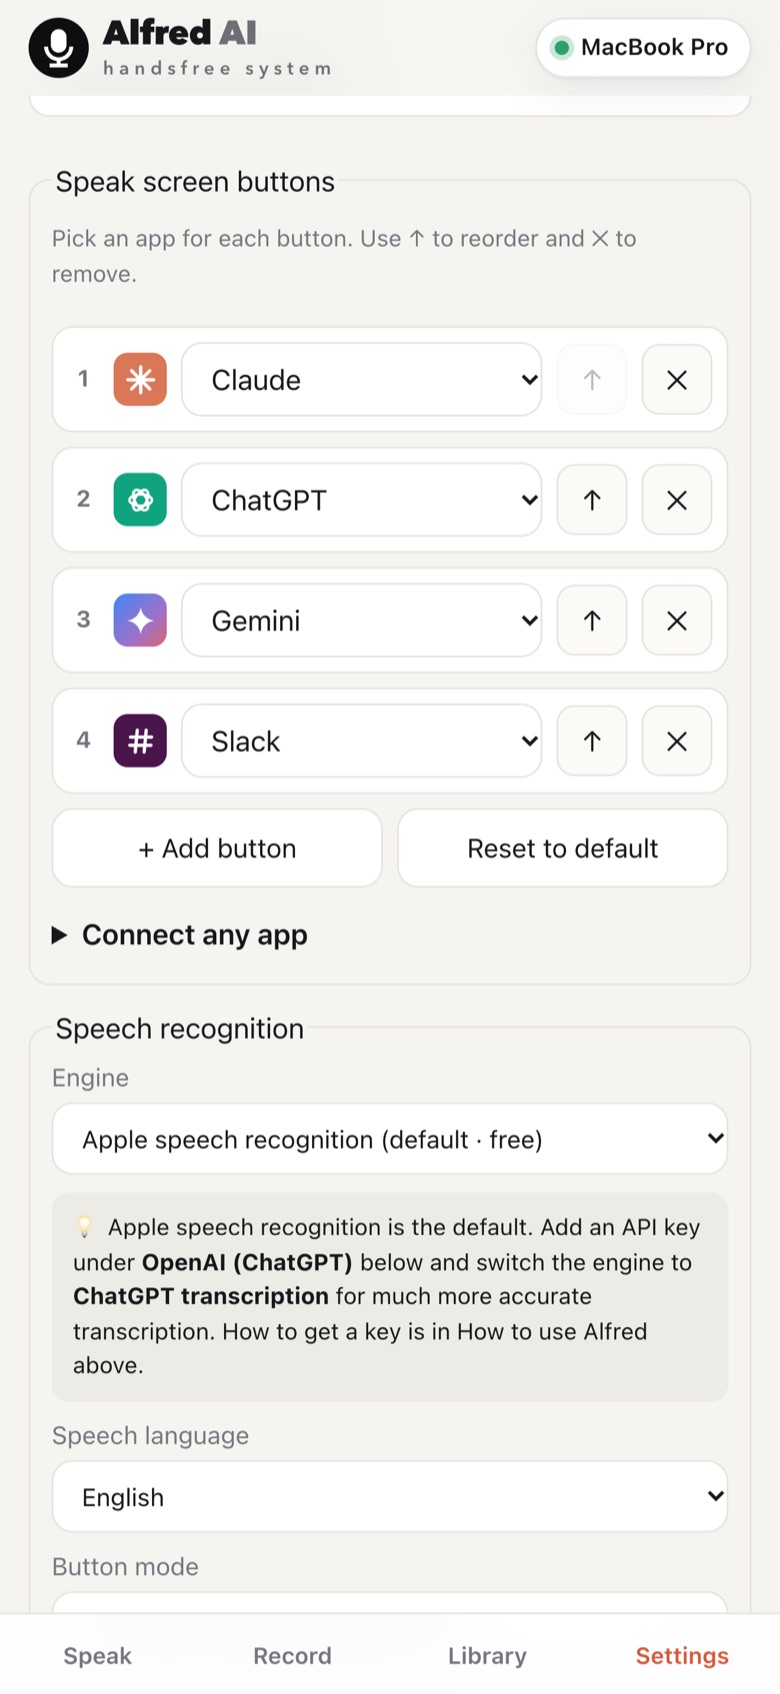 Alfred AI
handsfree system
MacBook Pro
Speak screen buttons
Pick an app for each button. Use ↑ to reorder and ✕ to
remove.
1 Claude ↑ ✕
2 ChatGPT ↑ ✕
3 Gemini ↑ ✕
4 # Slack ↑ ✕
+ Add button
Reset to default
▶ Connect any app
Speech recognition
Engine
Apple speech recognition (default · free)
💡 Apple speech recognition is the default. Add an API key
under OpenAI (ChatGPT) below and switch the engine to
ChatGPT transcription for much more accurate
transcription. How to get a key is in How to use Alfred
above.
Speech language
English
Button mode
Speak
Record
Library
Settings